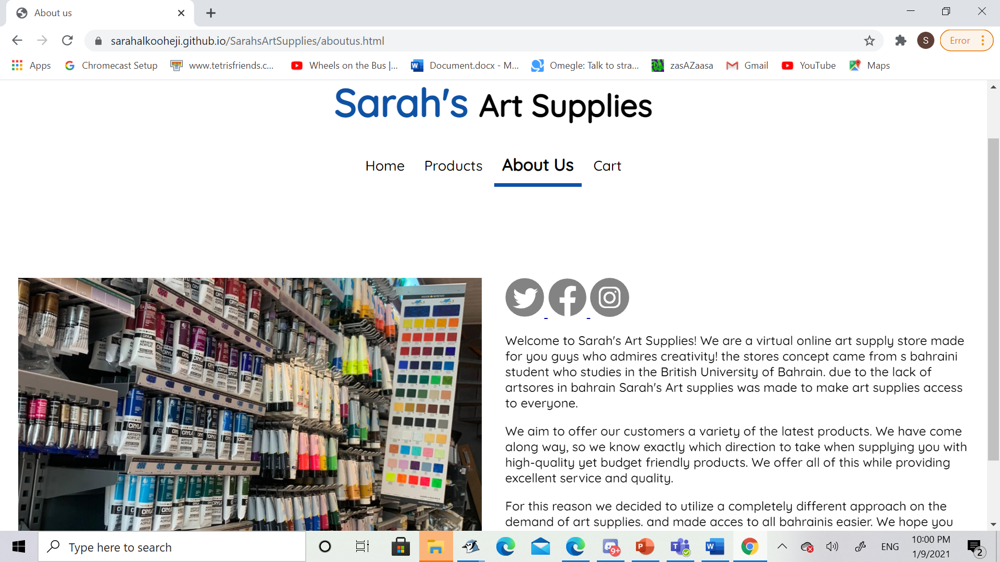 About us
sarahalkooheji.github.io/SarahsArtSupplies/aboutus.html
S
Error
Apps
Chromecast Setup
www.tetrisfriends.c...
Wheels on the Bus |...
Document.docx - M...
Omegle: Talk to stra...
zasAZaasa
Gmail
YouTube
Maps
Sarah's Art Supplies
Home
Products
About Us
Cart
Welcome to Sarah's Art Supplies! We are a virtual online art supply store made
for you guys who admires creativity! the stores concept came from s bahraini
student who studies in the British University of Bahrain. due to the lack of
artsores in bahrain Sarah's Art supplies was made to make art supplies access
to everyone.
We aim to offer our customers a variety of the latest products. We have come
along way, so we know exactly which direction to take when supplying you with
high-quality yet budget friendly products. We offer all of this while providing
excellent service and quality.
For this reason we decided to utilize a completely different approach on the
demand of art supplies. and made acces to all bahrainis easier. We hope you
CRYLA
ARTISTS'
ACRYLIC
CRYLA
ARTISTS'
ACRYLIC
Type here to search
9+
ENG
10:00 PM
1/9/2021
2